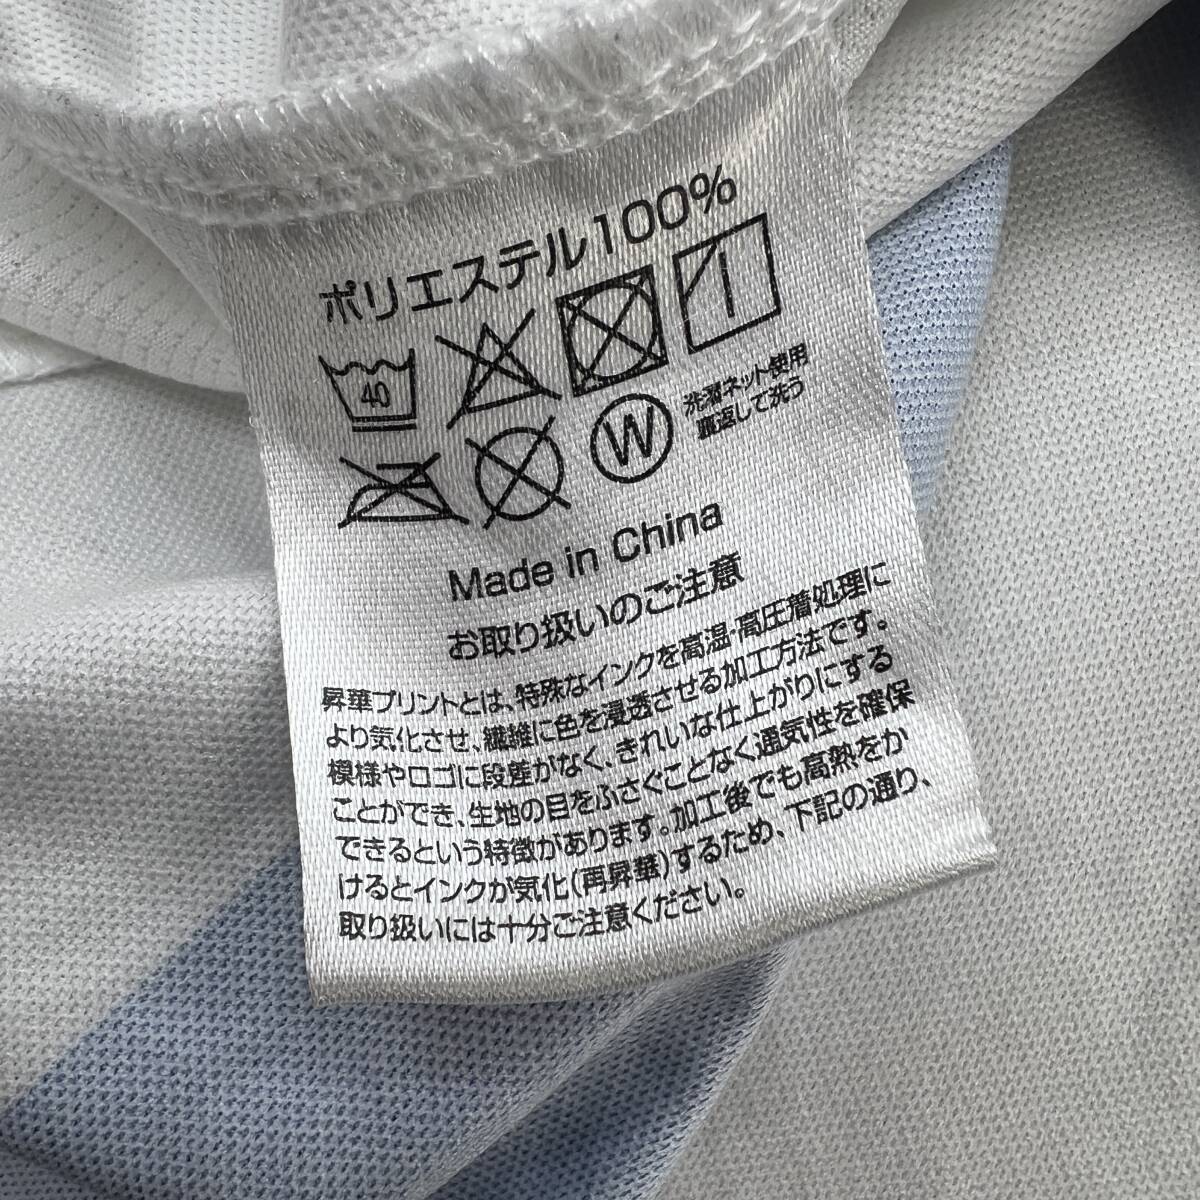 ポリエステル100%
40
W
洗濯ネット使用
裏返して洗う
Made in China
お取り扱いのご注意
昇華プリントとは、特殊なインクを高温・高圧着処理に
より気化させ、繊維に色を浸透させる加工方法です。
模様やロゴに段差がなく、きれいな仕上がりにする
ことができ、生地の目をふさぐことなく通気性を確保
できるという特徴があります。加工後でも高熱をか
けるとインクが気化(再昇華)するため、下記の通り、
取り扱いには十分ご注意ください。